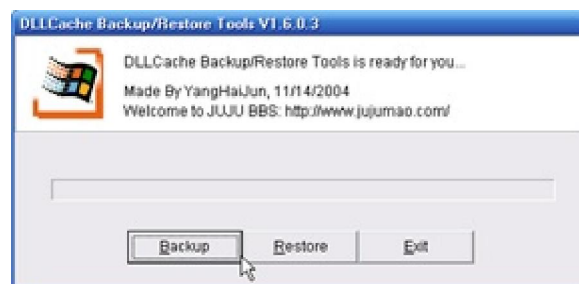 DLLCache Backup/Restore Tools V1.6.0.3
DLLCache Backup/Restore Tools is ready for you...
Made By YangHaiJun, 11/14/2004
Welcome to JUJU BBS: http://www.jujumao.com/
Backup
Restore
Exit